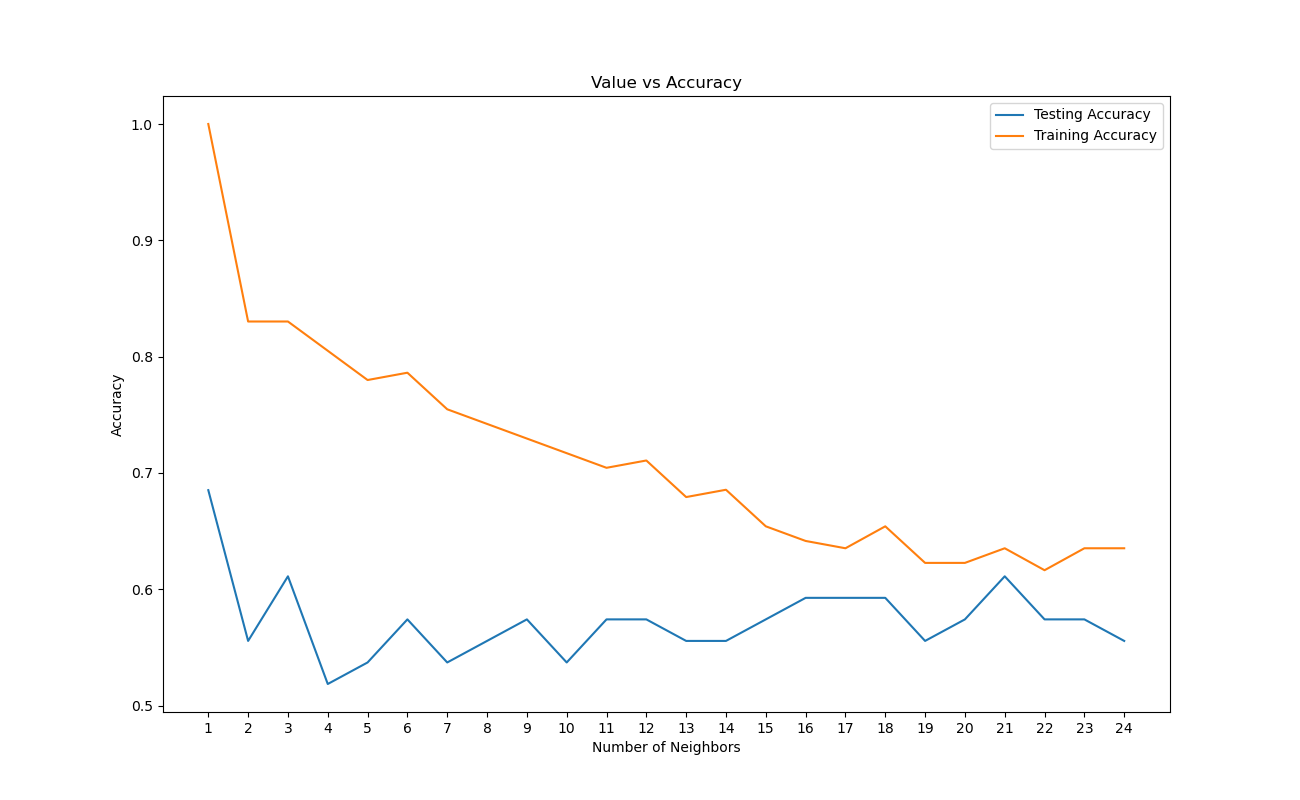 Value vs Accuracy
Testing Accuracy
Training Accuracy
1.0
0.9
0.8
0.7
0.6
0.5
Accuracy
1 2 3 4 5 6 7 8 9 10 11 12 13 14 15 16 17 18 19 20 21 22 23 24
Number of Neighbors